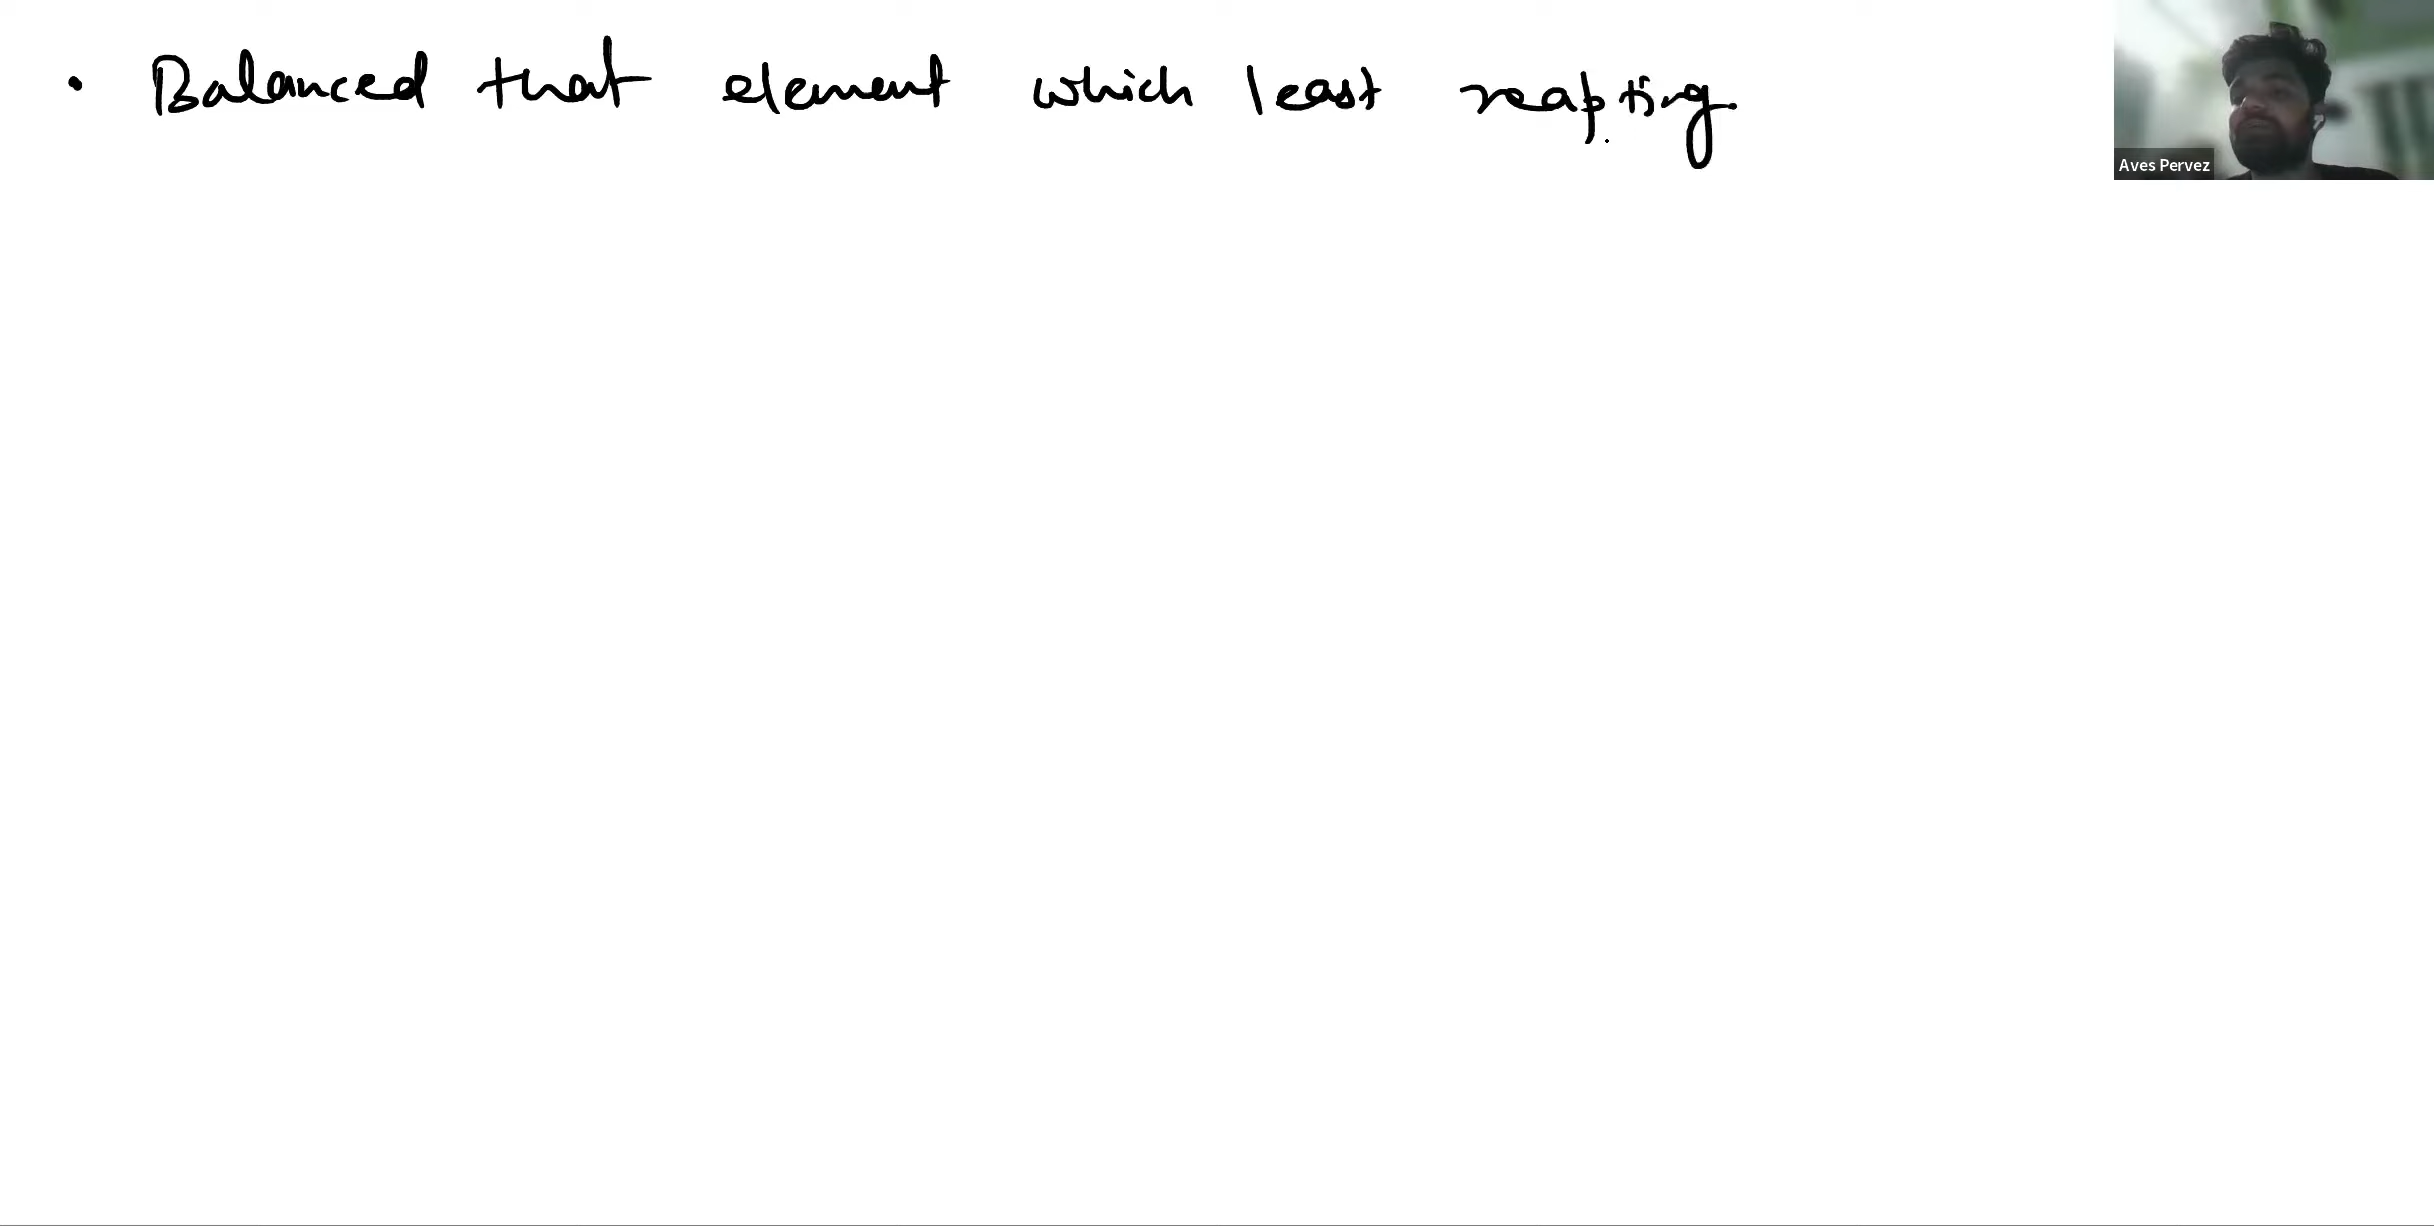 • Balanced that element which least reapting.
Aves Pervez